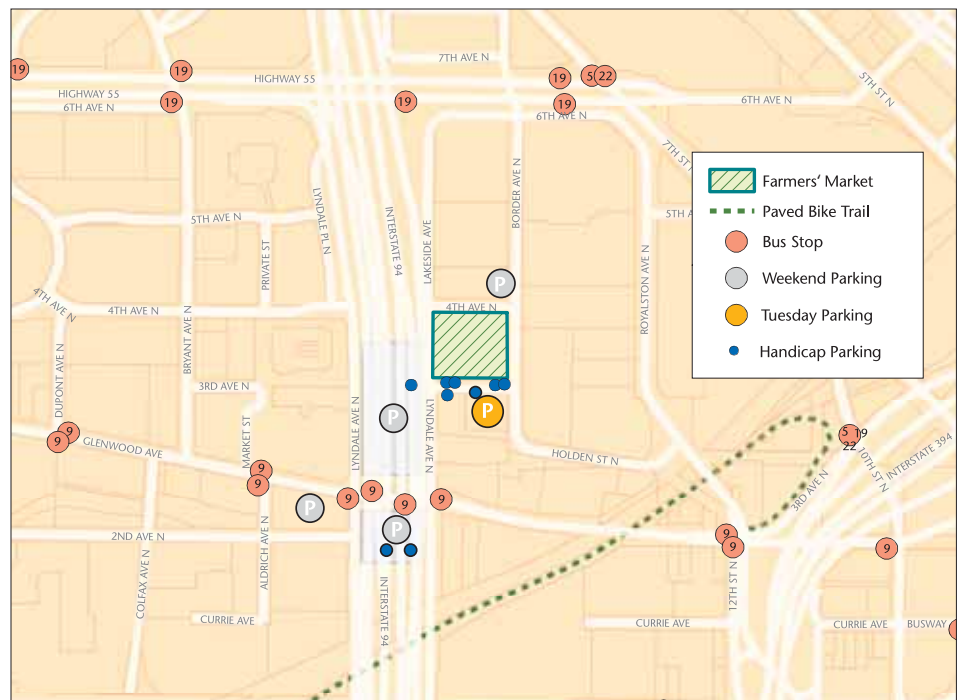 7TH AVE N
19
19
HIGHWAY 55
19
5
22
5TH ST N
HIGHWAY 55
6TH AVE N
19
19
19
6TH AVE N
6TH AVE N
7TH ST N
LYNDALE PL N
INTERSTATE 94
LAKESIDE AVE
BORDER AVE N
5TH AVE N
PRIVATE ST
5TH A
ROYALSTON AVE N
Farmers' Market
Paved Bike Trail
Bus Stop
Weekend Parking
Tuesday Parking
Handicap Parking
P
4TH AVE N
4TH AVE N
4TH AVE N
BRYANT AVE N
DUPONT AVE N
3RD AVE N
MARKET ST
LYNDALE AVE N
LYNDALE AVE N
P
P
9
9
GLENWOOD AVE
HOLDEN ST N
5
19
22
10TH ST N
INTERSTATE 394
3RD AVE N
9
9
P
9
9
9
9
P
2ND AVE N
9
9
9
COLFAX AVE N
ALDRICH AVE N
INTERSTATE 94
12TH ST N
CURRIE AVE
CURRIE AVE
CURRIE AVE
BUSWAY